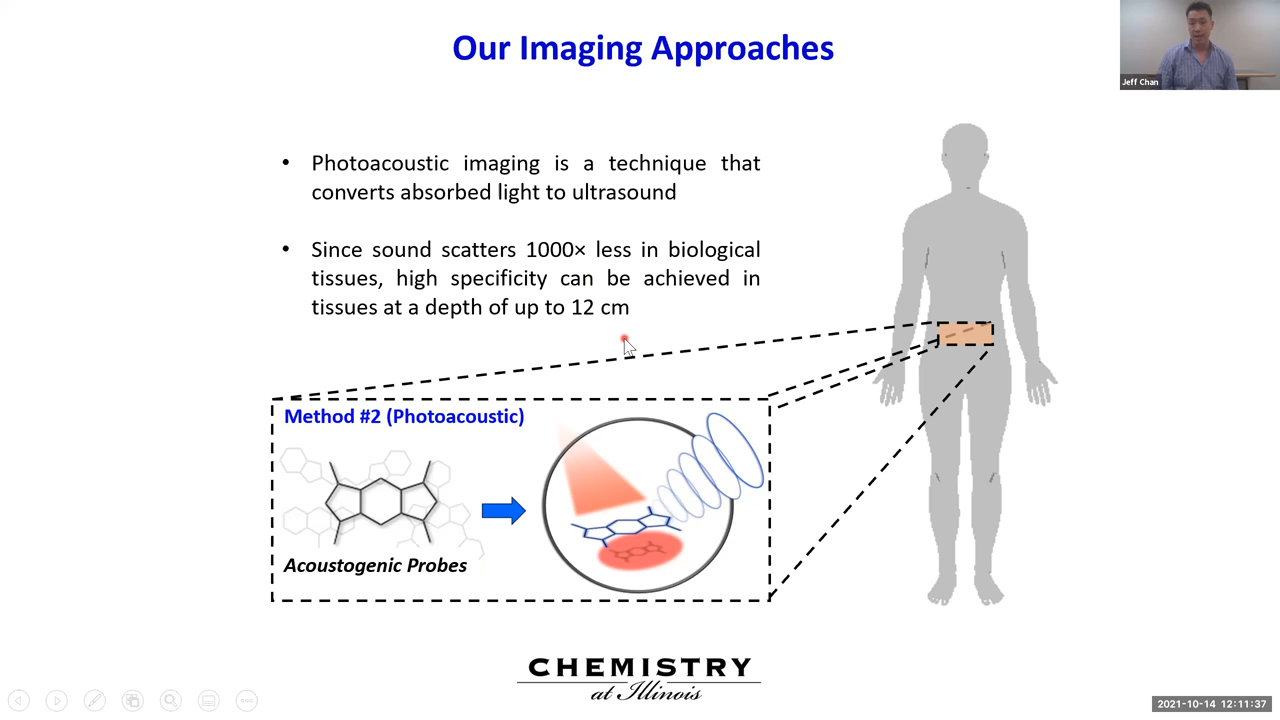 Our Imaging Approaches
Jeff Chan
• Photoacoustic imaging is a technique that
converts absorbed light to ultrasound
• Since sound scatters 1000× less in biological
tissues, high specificity can be achieved in
tissues at a depth of up to 12 cm
Method #2 (Photoacoustic)
Acoustogenic Probes
CHEMISTRY
at Illinois
2021-10-14 12:11:37